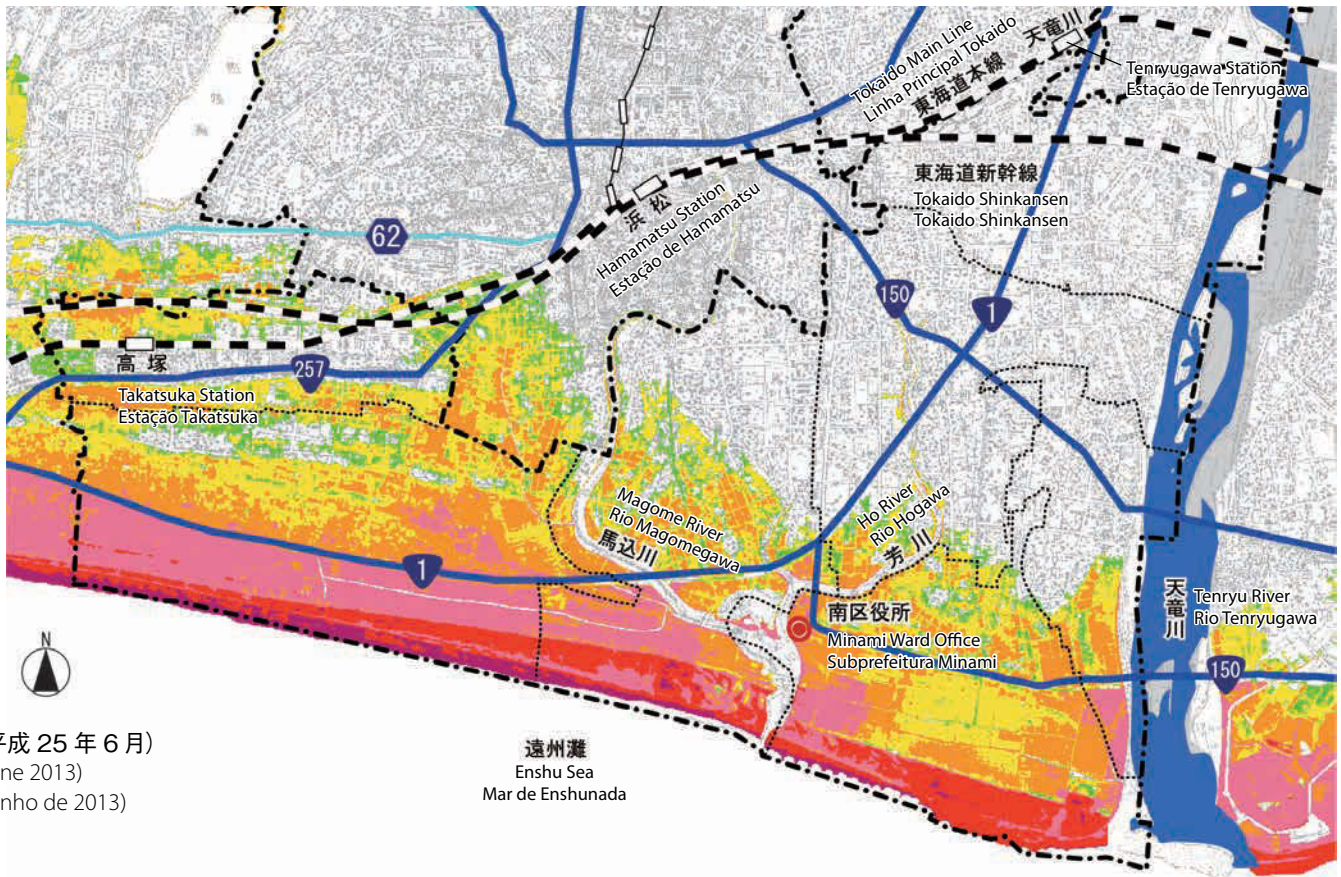 Tokaido Main Line
Linha Principal Tokaido
東海道本線
天竜川
Tenryugawa Station
Estação de Tenryugawa
東海道新幹線
Tokaido Shinkansen
Tokaido Shinkansen
浜松
Hamamatsu Station
Estação de Hamamatsu
62
150
1
高塚
257
Takatsuka Station
Estação Takatsuka
Magome River
Rio Magomegawa
馬込川
Ho River
Rio Hogawa
芳川
1
南区役所
Minami Ward Office
Subprefeitura Minami
天竜川
Tenryu River
Rio Tenryugawa
150
N
平成 25 年 6 月)
ne 2013)
nho de 2013)
遠州灘
Enshu Sea
Mar de Enshunada